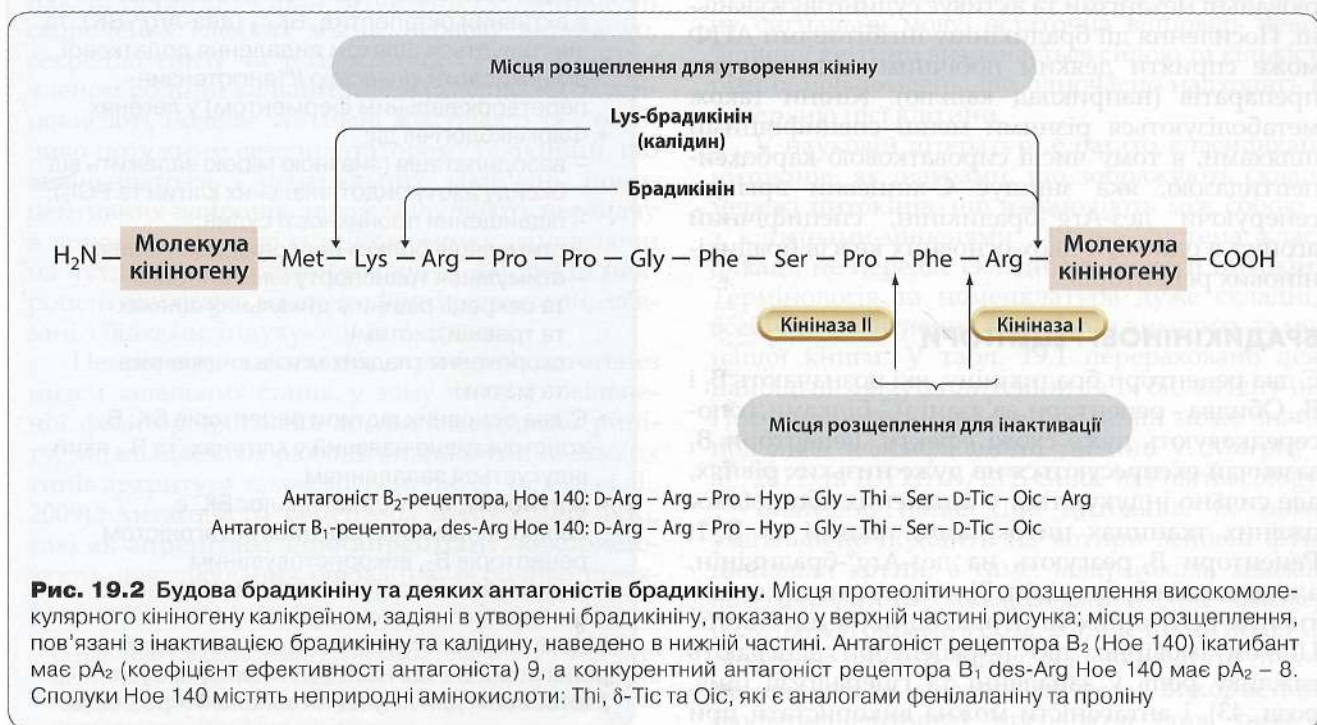 Місця розщеплення для утворення кініну
Lys-брадикінін
(калідин)
Брадикінін
H₂N — Молекула кініногену — Met — Lys — Arg — Pro — Pro — Gly — Phe — Ser — Pro — Phe — Arg — Молекула кініногену — COOH
Кініназа II
Кініназа I
Місця розщеплення для інактивації
Антагоніст B₂-рецептора, Hoe 140: D-Arg – Arg – Pro – Hyp – Gly – Thi – Ser – D-Tic – Oic – Arg
Антагоніст B₁-рецептора, des-Arg Hoe 140: D-Arg – Arg – Pro – Hyp – Gly – Thi – Ser – D-Tic – Oic
Рис. 19.2 Будова брадикініну та деяких антагоністів брадикініну. Місця протеолітичного розщеплення високомоле-
кулярного кініногену калікреїном, задіяні в утворенні брадикініну, показано у верхній частині рисунка; місця розщеплення,
пов'язані з інактивацією брадикініну та калідину, наведено в нижній частині. Антагоніст рецептора B₂ (Hoe 140) ікатибант
має pA₂ (коефіцієнт ефективності антагоніста) 9, а конкурентний антагоніст рецептора B₁ des-Arg Hoe 140 має pA₂ – 8.
Сполуки Hoe 140 містять неприродні амінокислоти: Thi, δ-Tic та Oic, які є аналогами фенілаланіну та проліну